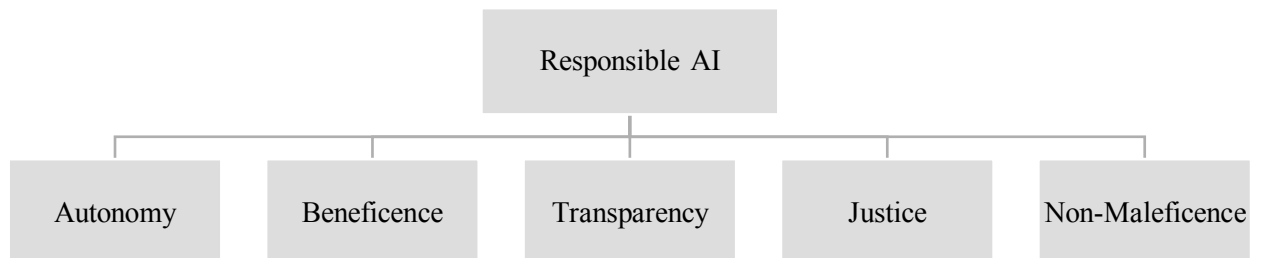 Responsible AI
Autonomy
Beneficence
Transparency
Justice
Non-Maleficence